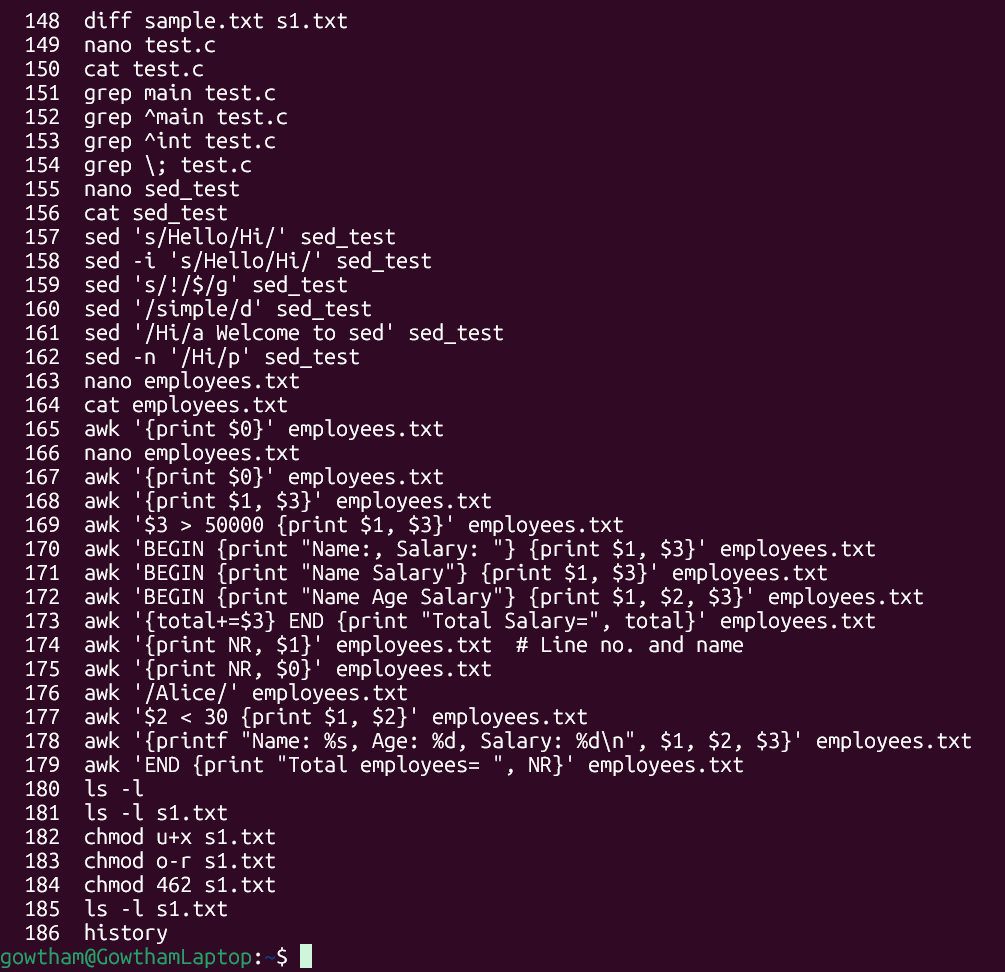 148  diff sample.txt s1.txt
149  nano test.c
150  cat test.c
151  grep main test.c
152  grep ^main test.c
153  grep ^int test.c
154  grep \; test.c
155  nano sed_test
156  cat sed_test
157  sed 's/Hello/Hi/' sed_test
158  sed -i 's/Hello/Hi/' sed_test
159  sed 's/!/$/g' sed_test
160  sed '/simple/d' sed_test
161  sed '/Hi/a Welcome to sed' sed_test
162  sed -n '/Hi/p' sed_test
163  nano employees.txt
164  cat employees.txt
165  awk '{print $0}' employees.txt
166  nano employees.txt
167  awk '{print $0}' employees.txt
168  awk '{print $1, $3}' employees.txt
169  awk '$3 > 50000 {print $1, $3}' employees.txt
170  awk 'BEGIN {print "Name:, Salary: "} {print $1, $3}' employees.txt
171  awk 'BEGIN {print "Name Salary"} {print $1, $3}' employees.txt
172  awk 'BEGIN {print "Name Age Salary"} {print $1, $2, $3}' employees.txt
173  awk '{total+=$3} END {print "Total Salary=", total}' employees.txt
174  awk '{print NR, $1}' employees.txt  # Line no. and name
175  awk '{print NR, $0}' employees.txt
176  awk '/Alice/' employees.txt
177  awk '$2 < 30 {print $1, $2}' employees.txt
178  awk '{printf "Name: %s, Age: %d, Salary: %d\n", $1, $2, $3}' employees.txt
179  awk 'END {print "Total employees= ", NR}' employees.txt
180  ls -l
181  ls -l s1.txt
182  chmod u+x s1.txt
183  chmod o-r s1.txt
184  chmod 462 s1.txt
185  ls -l s1.txt
186  history
gowtham@GowthamLaptop:~$